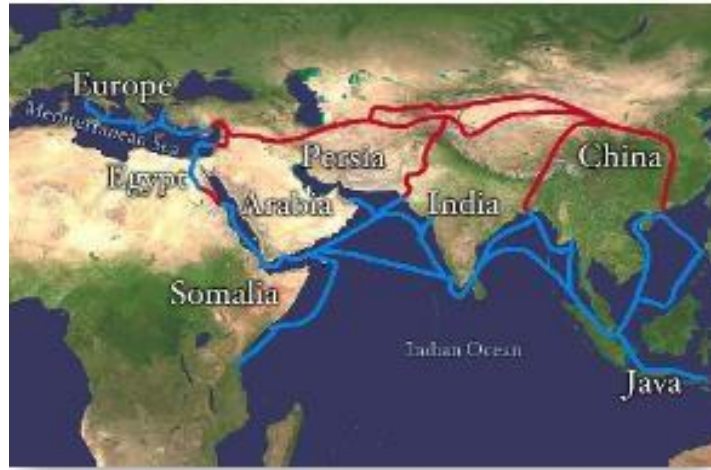 Europe
Mediterranean Sea
Egypt
Persia
Arabia
India
China
Somalia
Indian Ocean
Java